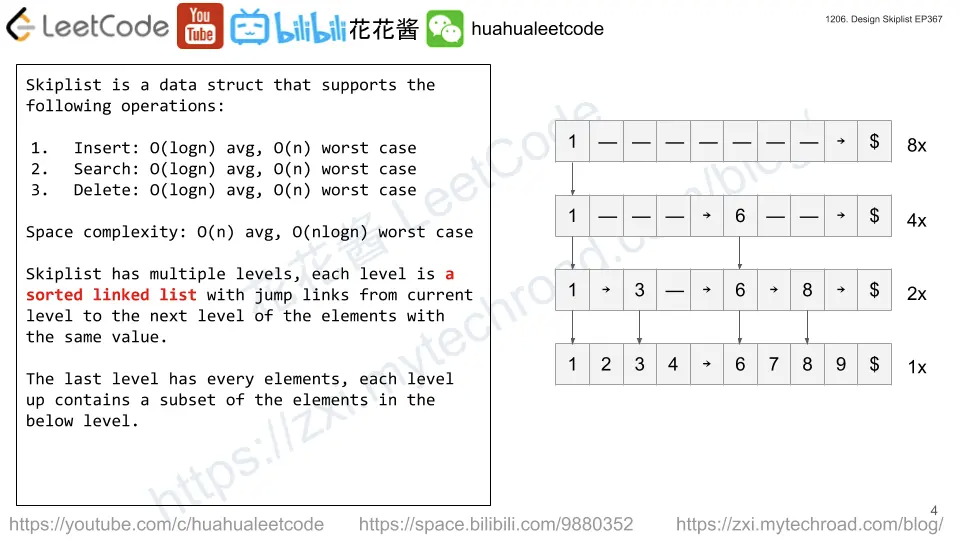 LeetCode You Tube bilibili 花花酱 huahualeetcode
1206. Design Skiplist EP367
Skiplist is a data struct that supports the
following operations:
1. Insert: O(logn) avg, O(n) worst case
2. Search: O(logn) avg, O(n) worst case
3. Delete: O(logn) avg, O(n) worst case
Space complexity: O(n) avg, O(nlogn) worst case
Skiplist has multiple levels, each level is a
sorted linked list with jump links from current
level to the next level of the elements with
the same value.
The last level has every elements, each level
up contains a subset of the elements in the
below level.
1 — — — — — — — → $ 8x
1 — — — → 6 — — → $ 4x
1 → 3 — → 6 → 8 → $ 2x
1 2 3 4 → 6 7 8 9 $ 1x
花花酱 LeetCode
https://zxi.mytechroad.com/blog/
4
https://youtube.com/c/huahualeetcode https://space.bilibili.com/9880352 https://zxi.mytechroad.com/blog/